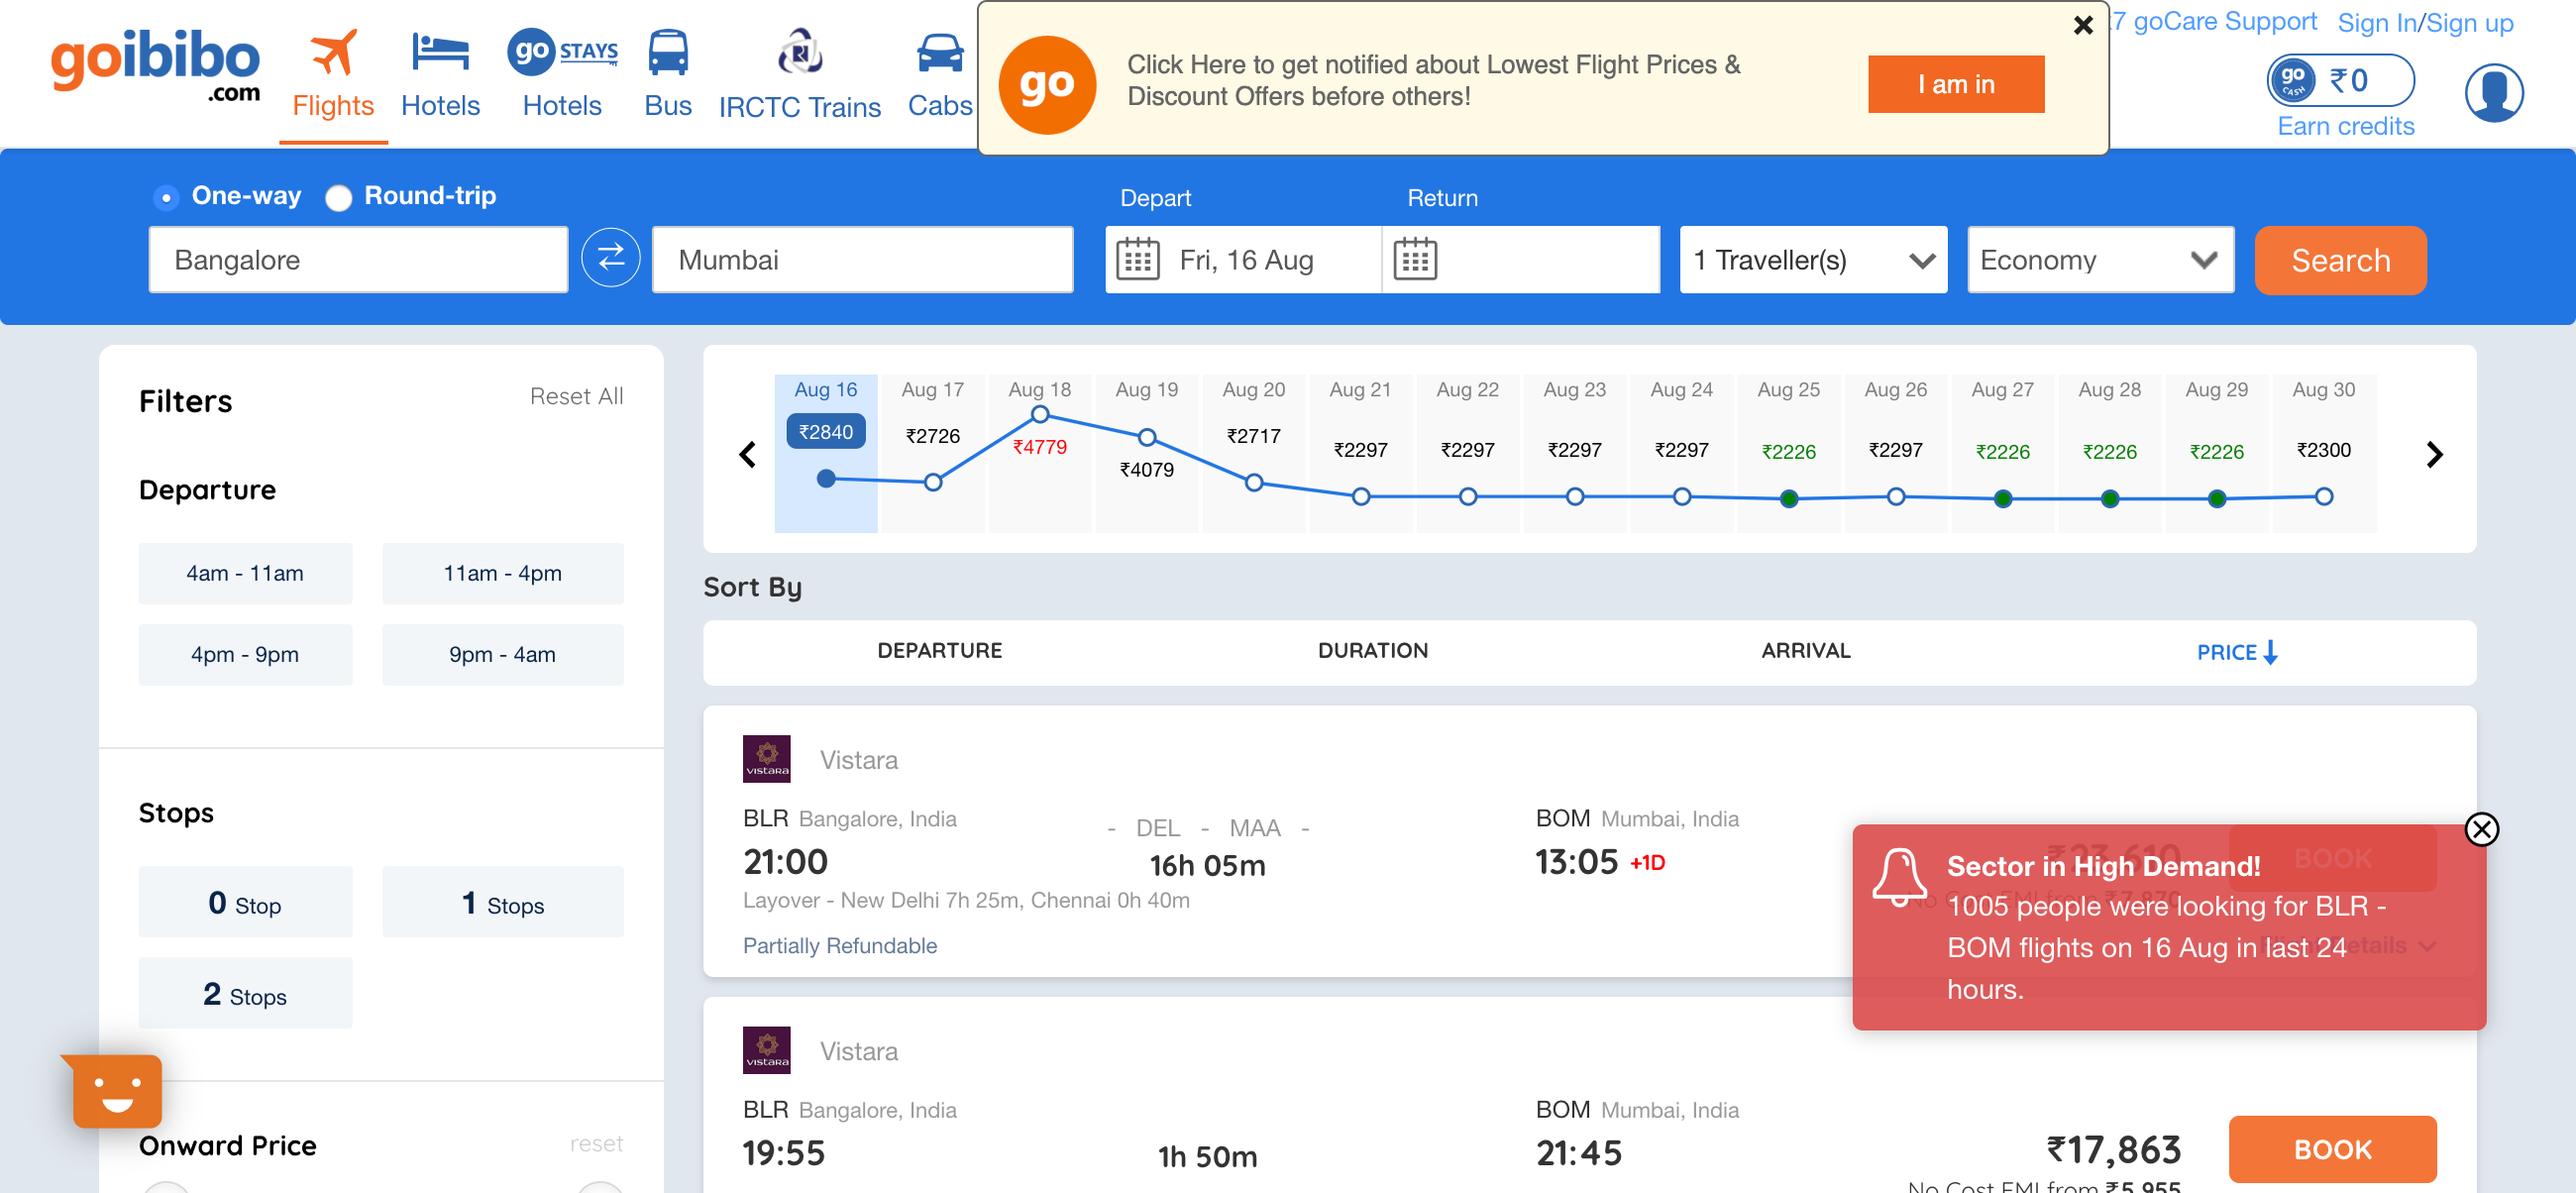 goibibo
.com
Flights
Hotels
go STAYS
Hotels
Bus
IRCTC Trains
Cabs
go
Click Here to get notified about Lowest Flight Prices &
Discount Offers before others!
I am in
7 goCare Support
Sign In/Sign up
go CASH ₹0
Earn credits
One-way
Round-trip
Depart
Return
Bangalore
Mumbai
Fri, 16 Aug
1 Traveller(s)
Economy
Search
Filters
Reset All
Departure
4am - 11am
11am - 4pm
4pm - 9pm
9pm - 4am
Stops
0 Stop
1 Stops
2 Stops
Onward Price
reset
Aug 16 Aug 17 Aug 18 Aug 19 Aug 20 Aug 21 Aug 22 Aug 23 Aug 24 Aug 25 Aug 26 Aug 27 Aug 28 Aug 29 Aug 30
₹2840 ₹2726 ₹4779 ₹4079 ₹2717 ₹2297 ₹2297 ₹2297 ₹2297 ₹2226 ₹2297 ₹2226 ₹2226 ₹2226 ₹2300
Sort By
DEPARTURE DURATION ARRIVAL PRICE
VISTARA
Vistara
BLR Bangalore, India
- DEL - MAA -
BOM Mumbai, India
21:00
16h 05m
13:05 +1D
₹23,610
BOOK
Layover - New Delhi 7h 25m, Chennai 0h 40m
Partially Refundable
Sector in High Demand!
1005 people were looking for BLR -
BOM flights on 16 Aug in last 24
hours.
VISTARA
Vistara
BLR Bangalore, India
BOM Mumbai, India
19:55
1h 50m
21:45
₹17,863
BOOK
No Cost EMI from ₹5,955